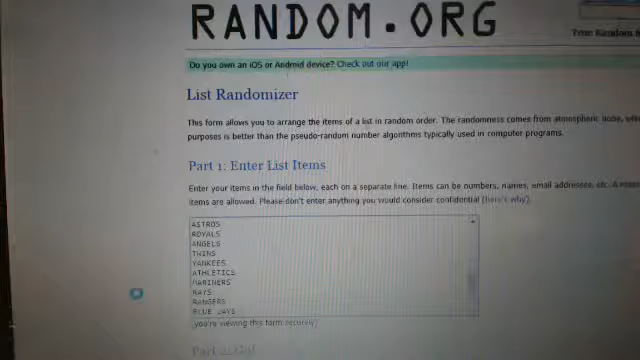 RANDOM.ORG
True Random
Do you own an iOS or Android device? Check out our app!
List Randomizer
This form allows you to arrange the items of a list in random order. The randomness comes from atmospheric noise, which
purposes is better than the pseudo-random number algorithms typically used in computer programs.
Part 1: Enter List Items
Enter your items in the field below, each on a separate line. Items can be numbers, names, email addresses, etc. A
items are allowed. Please don't enter anything you would consider confidential (here's why).
ASTROS
ROYALS
ANGELS
TWINS
YANKEES
ATHLETICS
MARINERS
RAYS
RANGERS
BLUE JAYS
(you're viewing this form securely)
Part 2: